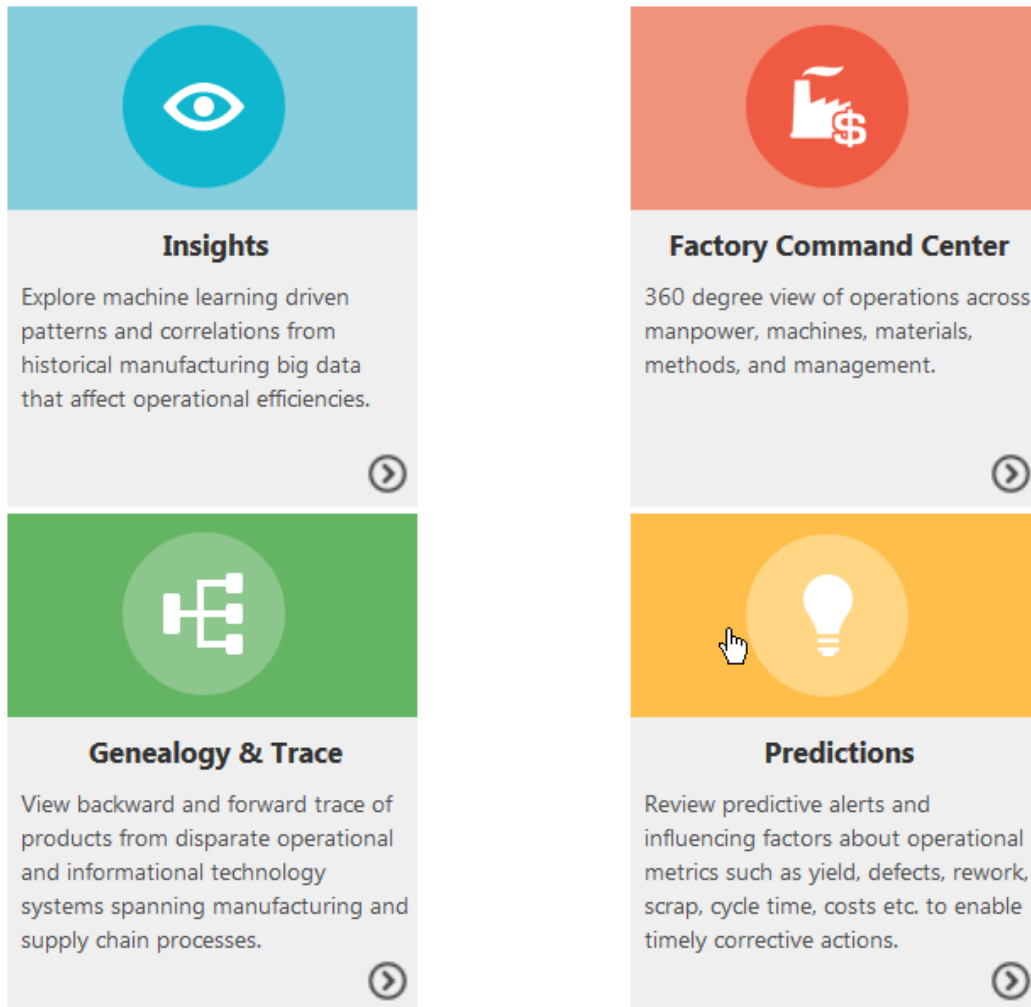 Insights
Explore machine learning driven
patterns and correlations from
historical manufacturing big data
that affect operational efficiencies.
Factory Command Center
360 degree view of operations across
manpower, machines, materials,
methods, and management.
Genealogy & Trace
View backward and forward trace of
products from disparate operational
and informational technology
systems spanning manufacturing and
supply chain processes.
Predictions
Review predictive alerts and
influencing factors about operational
metrics such as yield, defects, rework,
scrap, cycle time, costs etc. to enable
timely corrective actions.